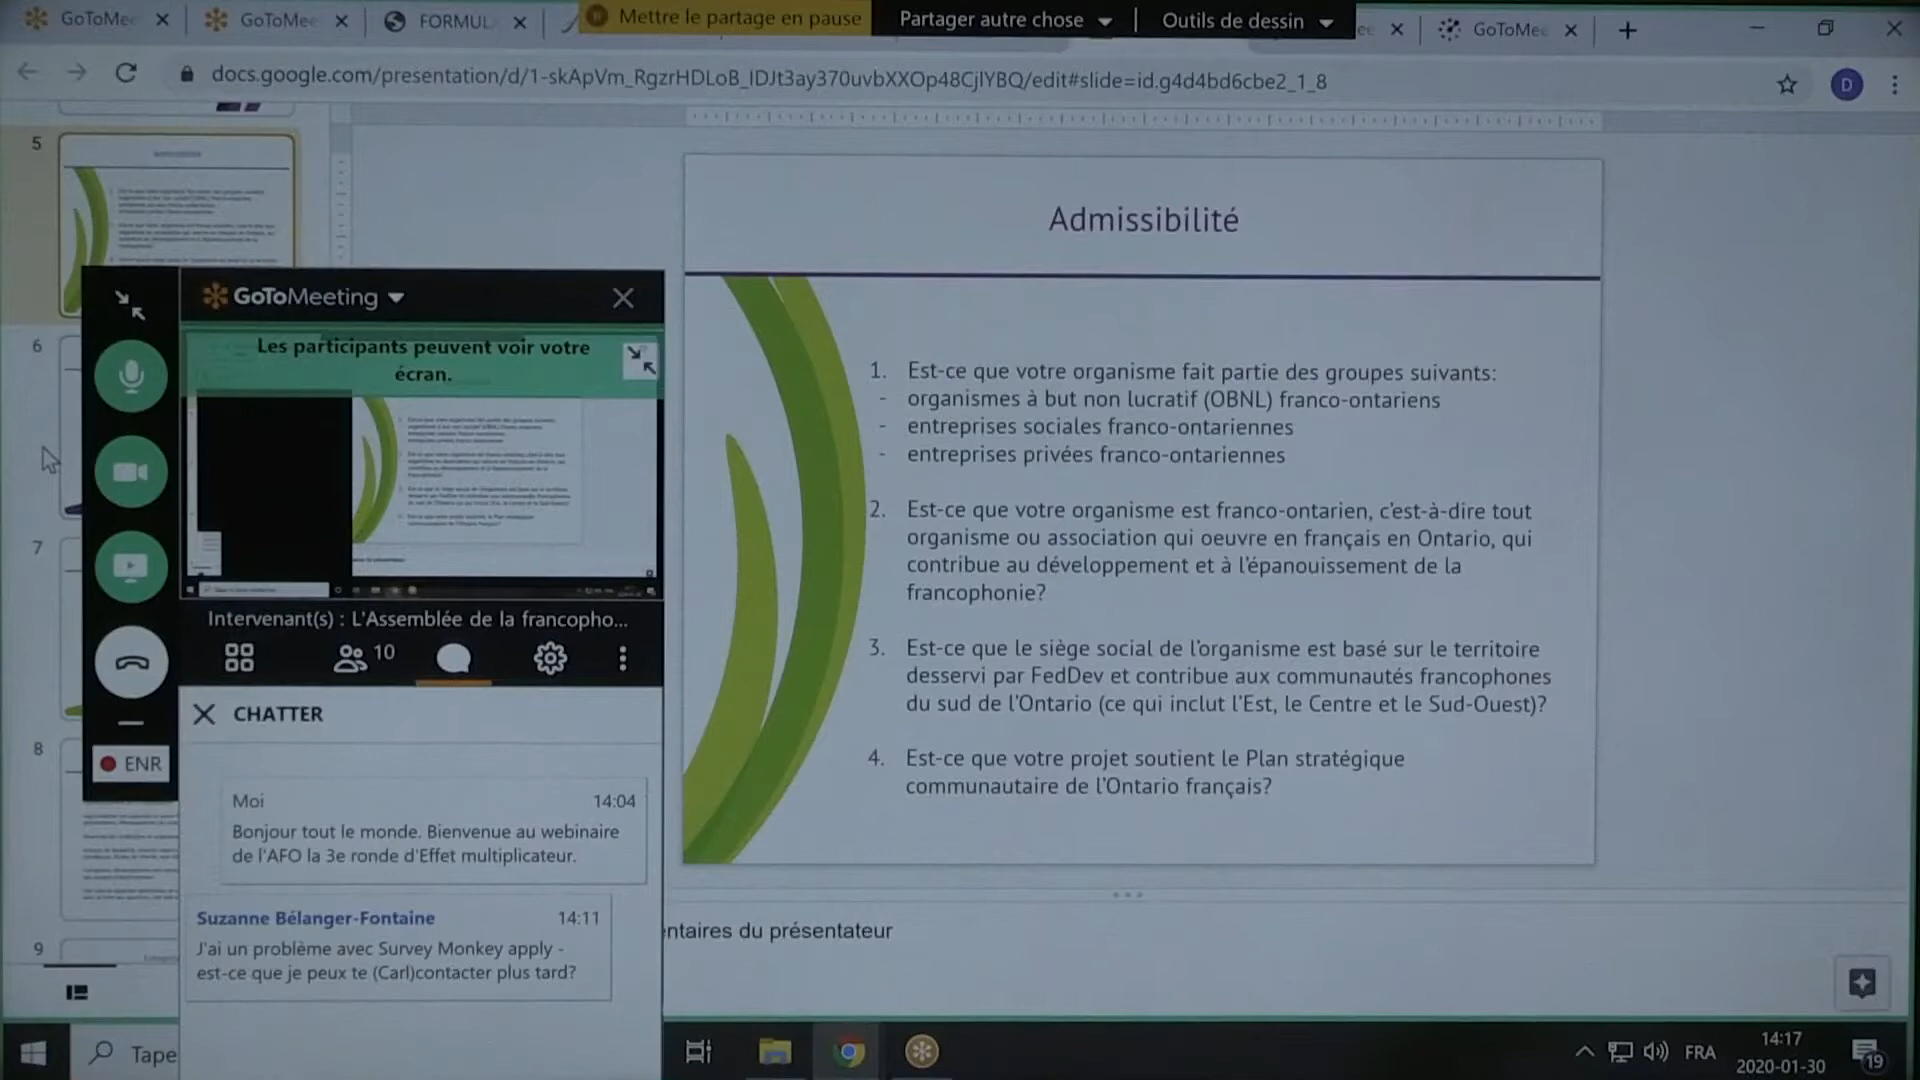 GoToMee
GoToMee
FORMUL
Mettre le partage en pause
Partager autre chose
Outils de dessin
ee
GoToMee
docs.google.com/presentation/d/1-skApVm_RgzrHDLoB_IDJt3ay370uvbXXOp48CjlYBQ/edit#slide=id.g4d4bd6cbe2_1_8
D
5
6
7
8
9
GoToMeeting
Les participants peuvent voir votre
écran.
Intervenant(s) : L'Assemblée de la francopho...
10
ENR
CHATTER
Moi 14:04
Bonjour tout le monde. Bienvenue au webinaire
de l'AFO la 3e ronde d'Effet multiplicateur.
Suzanne Bélanger-Fontaine 14:11
J'ai un problème avec Survey Monkey apply -
est-ce que je peux te (Carl)contacter plus tard?
Admissibilité
1. Est-ce que votre organisme fait partie des groupes suivants:
- organismes à but non lucratif (OBNL) franco-ontariens
- entreprises sociales franco-ontariennes
- entreprises privées franco-ontariennes
2. Est-ce que votre organisme est franco-ontarien, c'est-à-dire tout
organisme ou association qui oeuvre en français en Ontario, qui
contribue au développement et à l'épanouissement de la
francophonie?
3. Est-ce que le siège social de l'organisme est basé sur le territoire
desservi par FedDev et contribue aux communautés francophones
du sud de l'Ontario (ce qui inclut l'Est, le Centre et le Sud-Ouest)?
4. Est-ce que votre projet soutient le Plan stratégique
communautaire de l'Ontario français?
ntaires du présentateur
Tape
FRA
14:17
2020-01-30
19